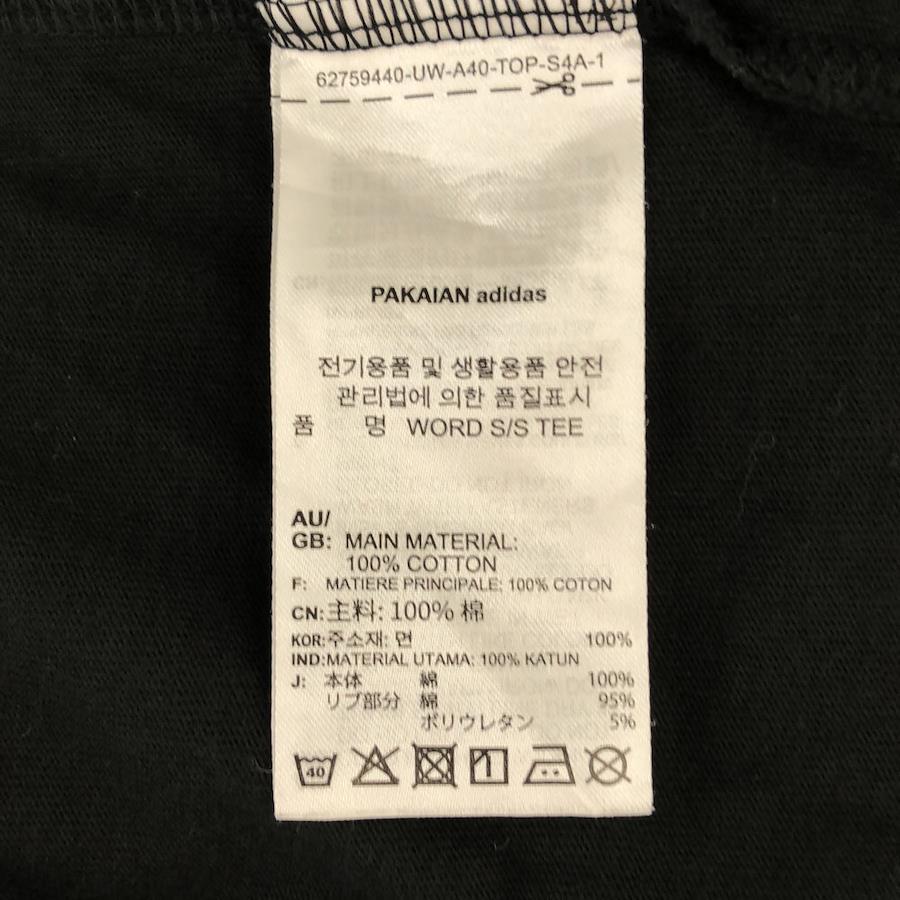 62759440-UW-A40-TOP-S4A-1
PAKAIAN adidas
전기용품 및 생활용품 안전
관리법에 의한 품질표시
품 명 WORD S/S TEE
AU/
GB: MAIN MATERIAL:
100% COTTON
F: MATIERE PRINCIPALE: 100% COTON
CN:主料: 100% 棉
KOR:주소재: 면 100%
IND:MATERIAL UTAMA: 100% KATUN
J: 本体 綿 100%
リブ部分 綿 95%
ポリウレタン 5%
40